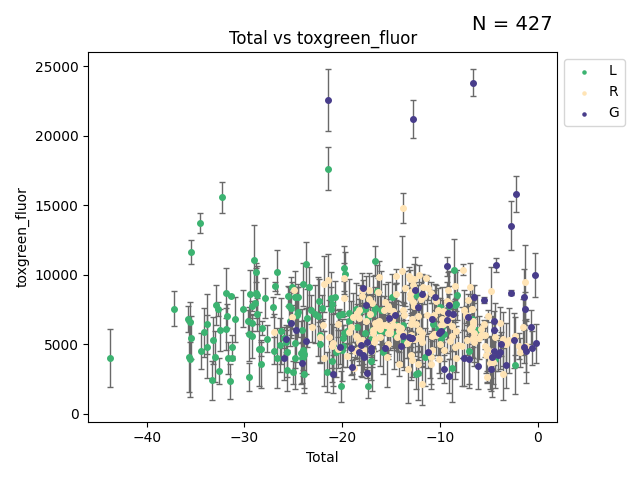 N = 427
Total vs toxgreen_fluor
25000
20000
15000
10000
5000
0
toxgreen_fluor
−40
−30
−20
−10
0
Total
L
R
G